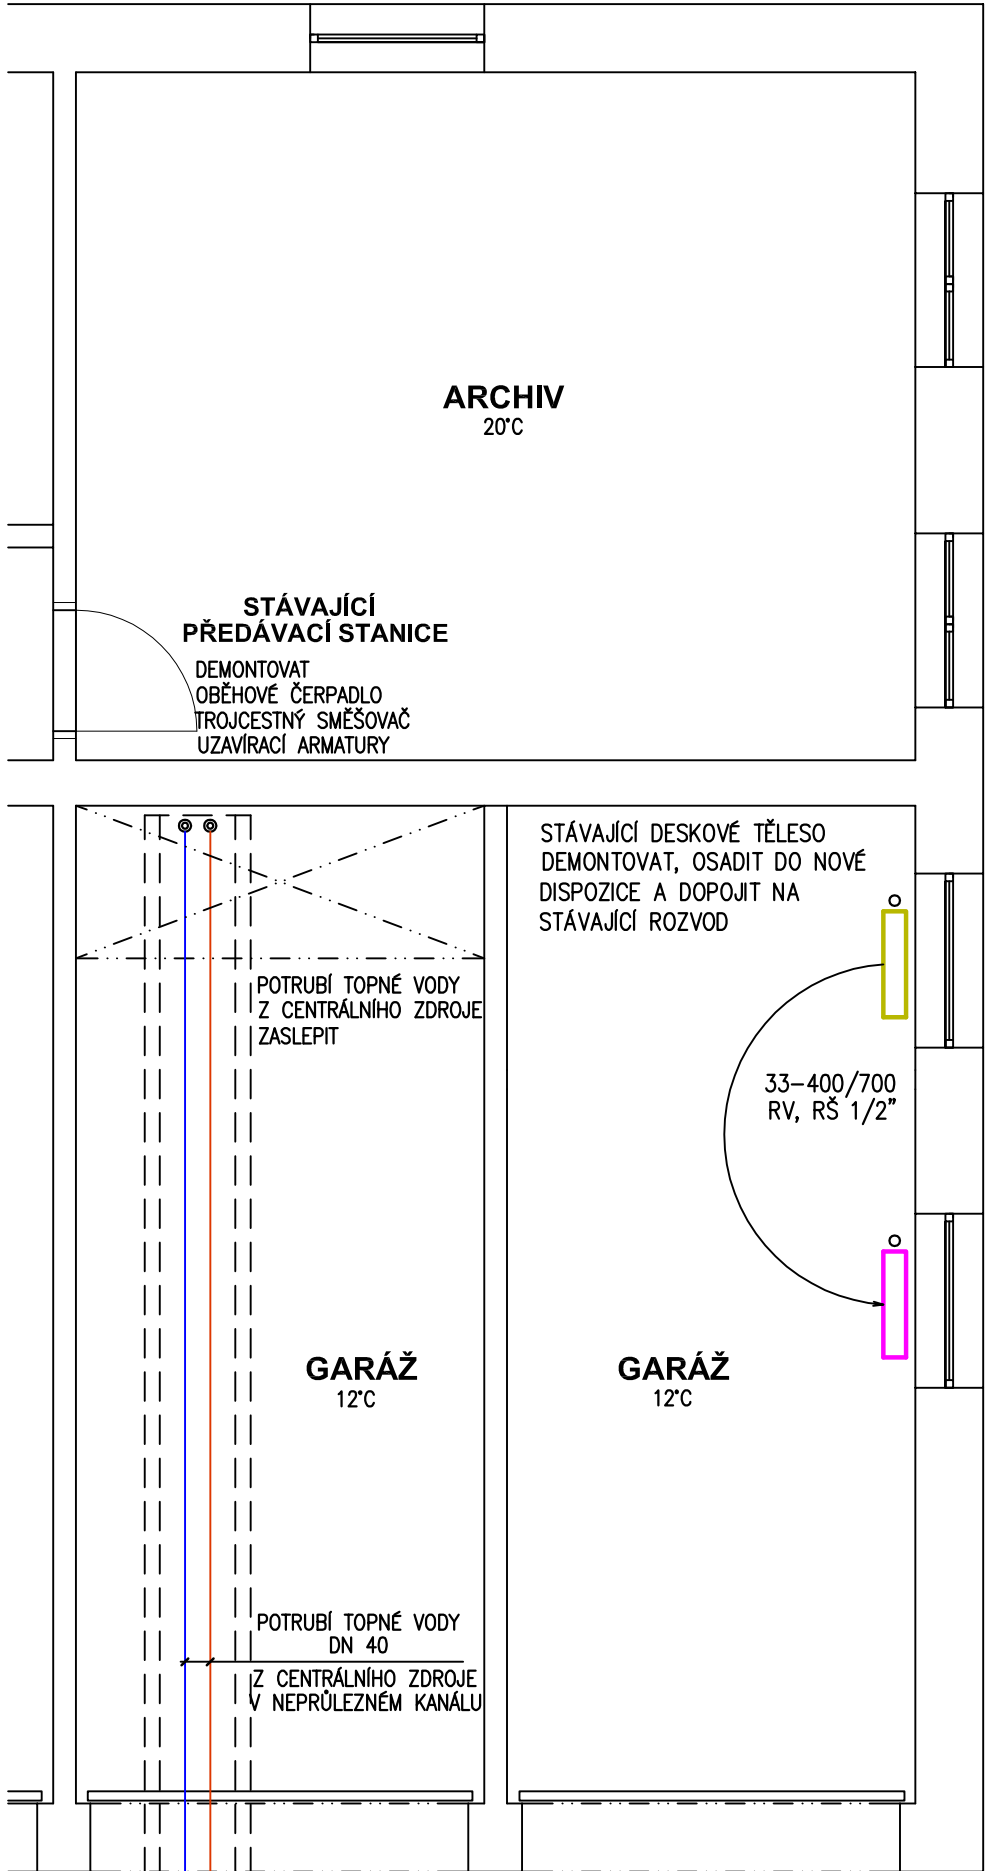 ARCHIV
20°C
STÁVAJÍCÍ
PŘEDÁVACÍ STANICE
DEMONTOVAT
OBĚHOVÉ ČERPADLO
TROJCESTNÝ SMĚŠOVAČ
UZAVÍRACÍ ARMATURY
STÁVAJÍCÍ DESKOVÉ TĚLESO
DEMONTOVAT, OSADIT DO NOVÉ
DISPOZICE A DOPOJIT NA
STÁVAJÍCÍ ROZVOD
POTRUBÍ TOPNÉ VODY
Z CENTRÁLNÍHO ZDROJE
ZASLEPIT
33-400/700
RV, RŠ 1/2"
GARÁŽ
12°C
GARÁŽ
12°C
POTRUBÍ TOPNÉ VODY
DN 40
Z CENTRÁLNÍHO ZDROJE
V NEPRŮLEZNÉM KANÁLU